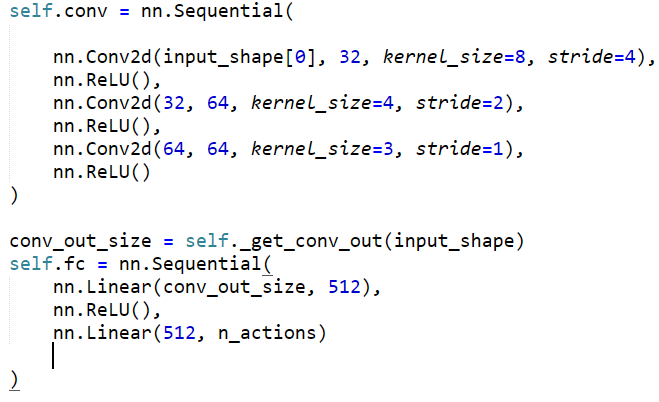 self.conv = nn.Sequential(
nn.Conv2d(input_shape[0], 32, kernel_size=8, stride=4),
nn.ReLU(),
nn.Conv2d(32, 64, kernel_size=4, stride=2),
nn.ReLU(),
nn.Conv2d(64, 64, kernel_size=3, stride=1),
nn.ReLU()
)
conv_out_size = self._get_conv_out(input_shape)
self.fc = nn.Sequential(
nn.Linear(conv_out_size, 512),
nn.ReLU(),
nn.Linear(512, n_actions)
)